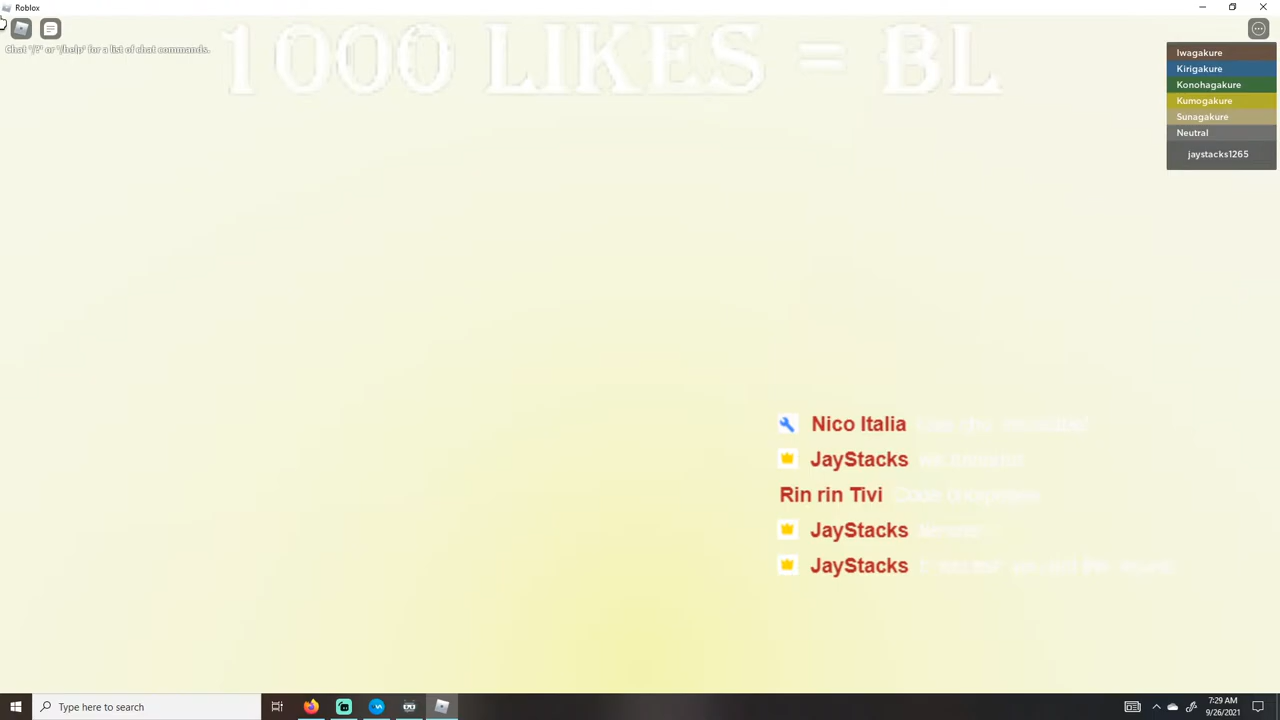 Roblox
1000 LIKES = BL
Chat '/?' or '/help' for a list of chat commands.
Iwagakure
Kirigakure
Konohagakure
Kumogakure
Sunagakure
Neutral
jaystacks1265
Nico Italia
JayStacks
Rin rin Tivi Code
JayStacks
JayStacks
Type here to search
7:29 AM
9/26/2021